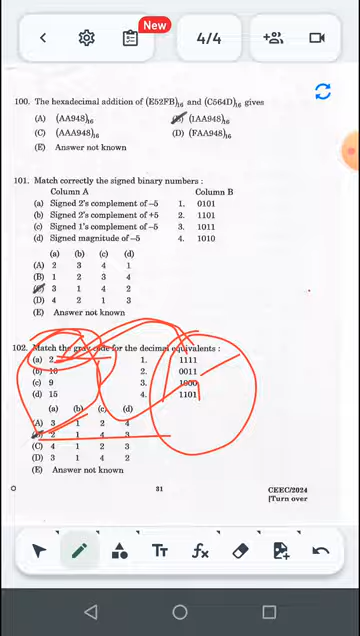 New
4/4
100. The hexadecimal addition of (E52FB)16 and (C564D)16 gives
(A) (AA948)16 (B) (1AA948)16
(C) (AAA948)16 (D) (FAA948)16
(E) Answer not known
101. Match correctly the signed binary numbers :
Column A Column B
(a) Signed 2's complement of –5 1. 0101
(b) Signed 2's complement of +5 2. 1101
(c) Signed 1's complement of –5 3. 1011
(d) Signed magnitude of –5 4. 1010
(a) (b) (c) (d)
(A) 2 3 4 1
(B) 1 2 3 4
(C) 3 1 4 2
(D) 4 2 1 3
(E) Answer not known
102. Match the gray code for the decimal equivalents :
(a) 2 1. 1111
(b) 10 2. 0011
(c) 9 3. 1000
(d) 15 4. 1101
(a) (b) (c) (d)
(A) 3 1 2 4
(B) 2 1 4 3
(C) 4 1 2 3
(D) 3 1 4 2
(E) Answer not known
31 CEEC/2024
[Turn over
Tт
fx